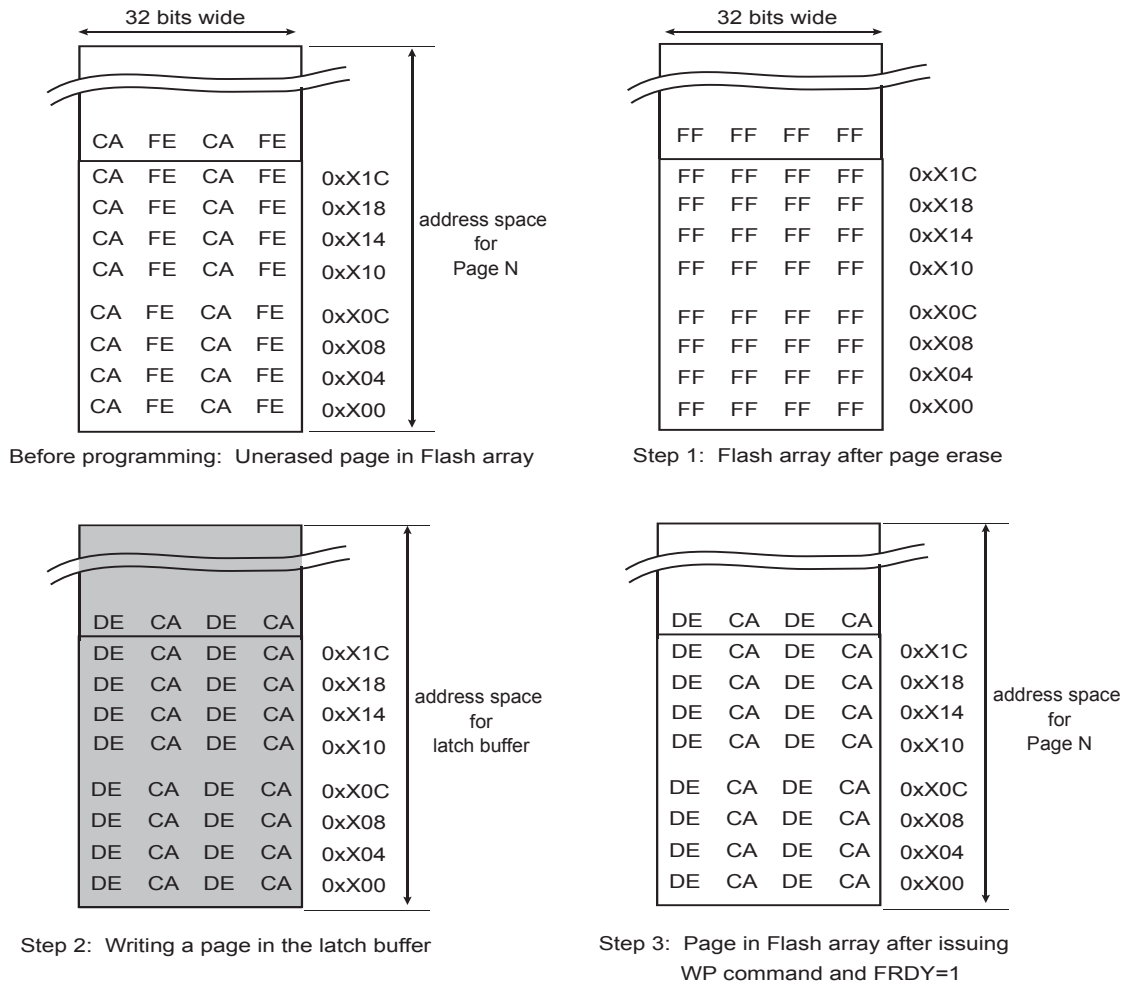 32 bits wide
CA FE CA FE
CA FE CA FE 0xX1C
CA FE CA FE 0xX18
CA FE CA FE 0xX14
CA FE CA FE 0xX10
CA FE CA FE 0xX0C
CA FE CA FE 0xX08
CA FE CA FE 0xX04
CA FE CA FE 0xX00
address space
for
Page N
Before programming: Unerased page in Flash array
32 bits wide
FF FF FF FF
FF FF FF FF 0xX1C
FF FF FF FF 0xX18
FF FF FF FF 0xX14
FF FF FF FF 0xX10
FF FF FF FF 0xX0C
FF FF FF FF 0xX08
FF FF FF FF 0xX04
FF FF FF FF 0xX00
Step 1: Flash array after page erase
DE CA DE CA
DE CA DE CA 0xX1C
DE CA DE CA 0xX18
DE CA DE CA 0xX14
DE CA DE CA 0xX10
DE CA DE CA 0xX0C
DE CA DE CA 0xX08
DE CA DE CA 0xX04
DE CA DE CA 0xX00
address space
for
latch buffer
Step 2: Writing a page in the latch buffer
DE CA DE CA
DE CA DE CA 0xX1C
DE CA DE CA 0xX18
DE CA DE CA 0xX14
DE CA DE CA 0xX10
DE CA DE CA 0xX0C
DE CA DE CA 0xX08
DE CA DE CA 0xX04
DE CA DE CA 0xX00
address space
for
Page N
Step 3: Page in Flash array after issuing
WP command and FRDY=1